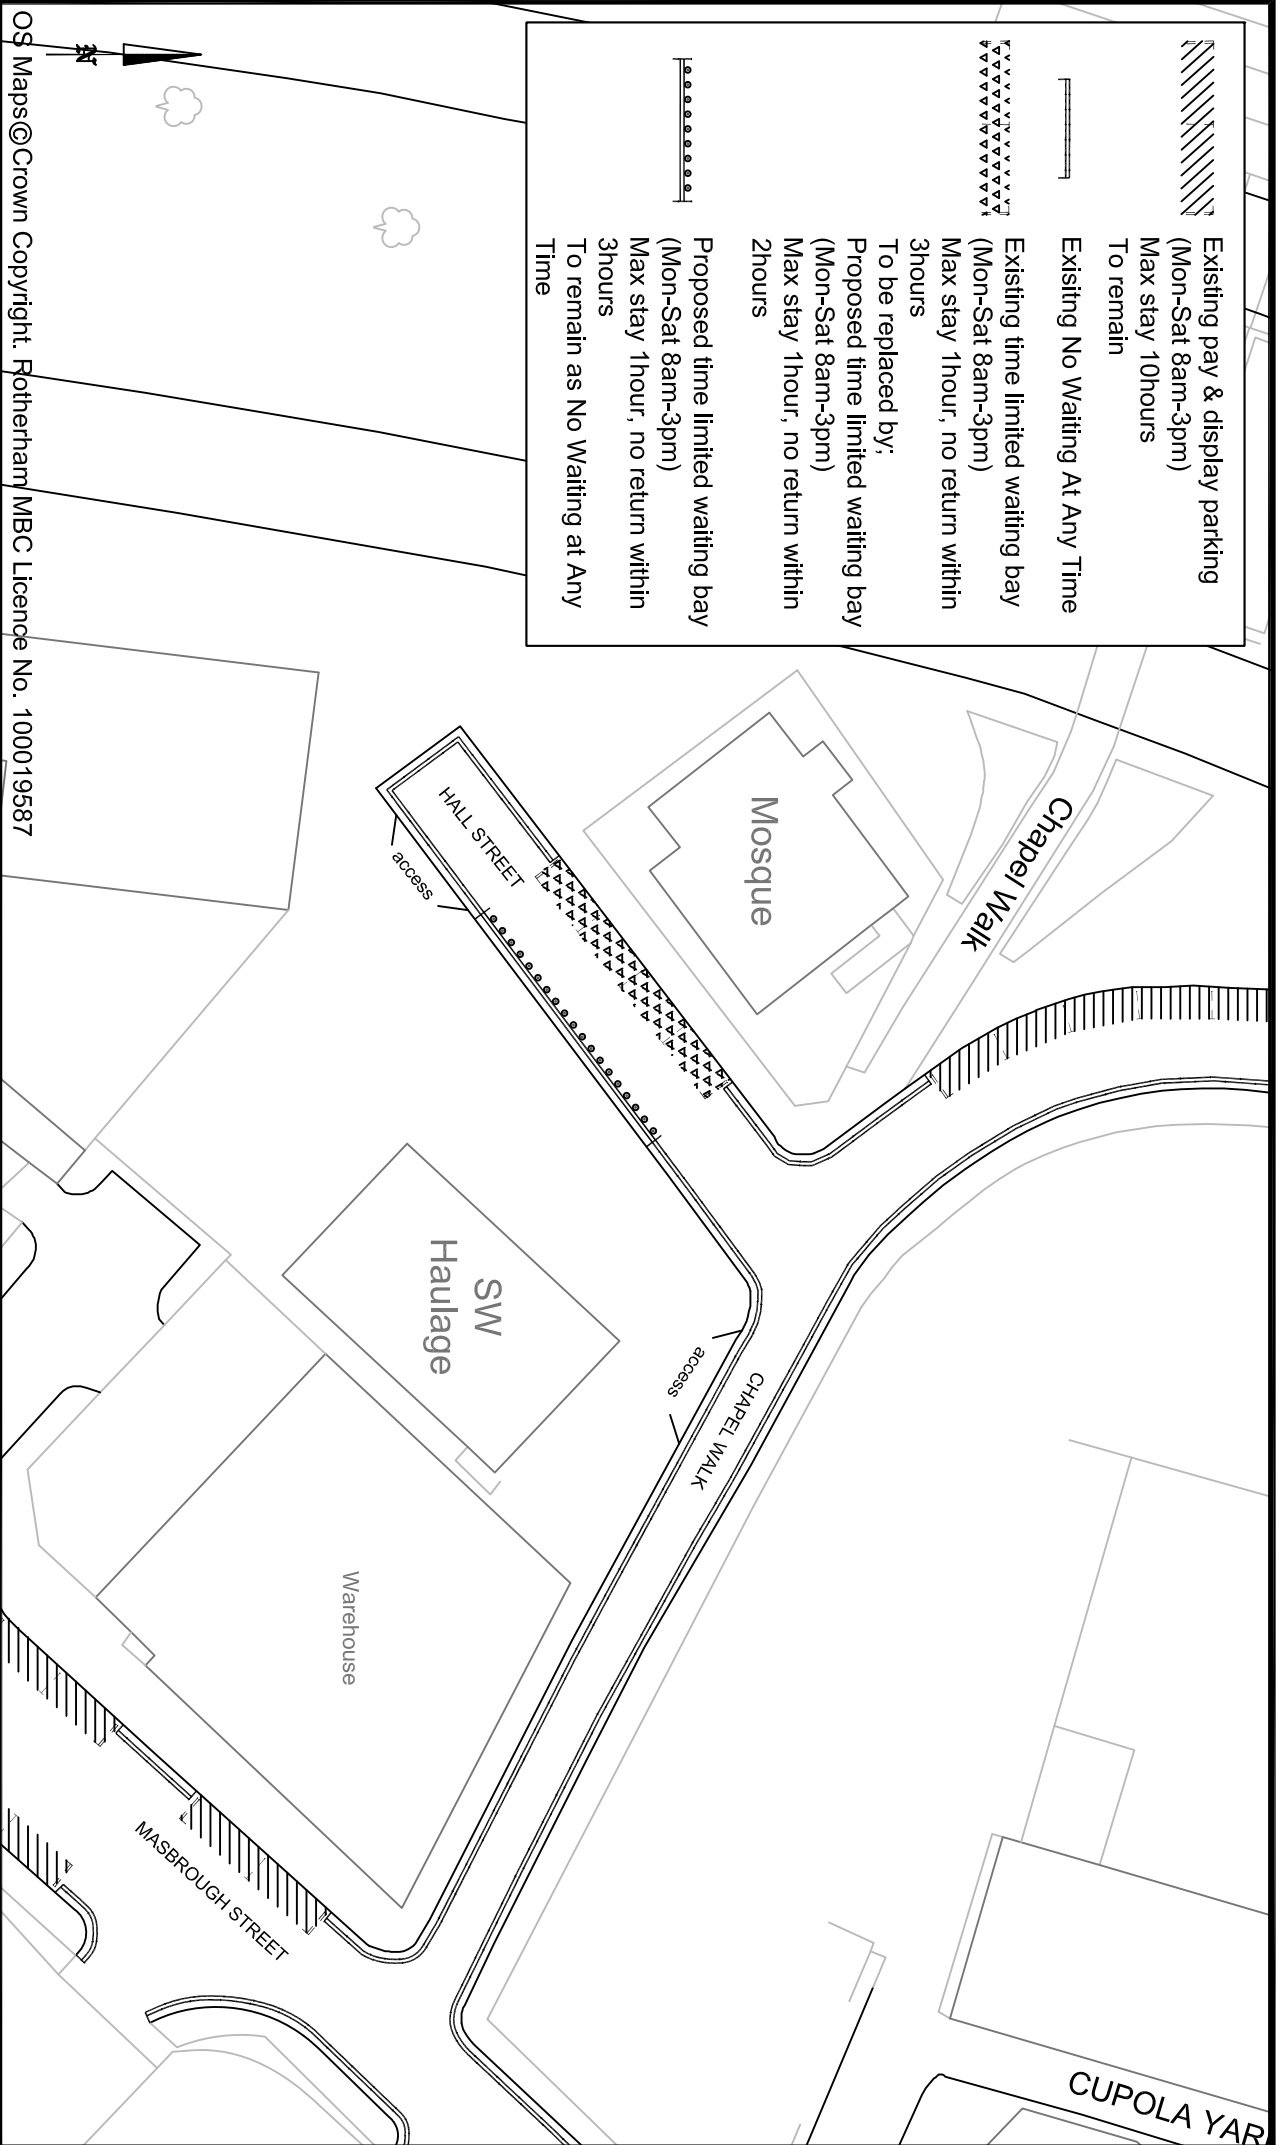 Existing pay & display parking
(Mon-Sat 8am-3pm)
Max stay 10hours
To remain
Exisitng No Waiting At Any Time
Existing time limited waiting bay
(Mon-Sat 8am-3pm)
Max stay 1hour, no return within
3hours
To be replaced by;
Proposed time limited waiting bay
(Mon-Sat 8am-3pm)
Max stay 1hour, no return within
2hours
Proposed time limited waiting bay
(Mon-Sat 8am-3pm)
Max stay 1hour, no return within
3hours
To remain as No Waiting at Any
Time
N
Chapel Walk
Mosque
HALL STREET
access
SW
Haulage
access
CHAPEL WALK
Warehouse
MASBROUGH STREET
CUPOLA YAR
OS Maps©Crown Copyright. Rotherham MBC Licence No. 100019587